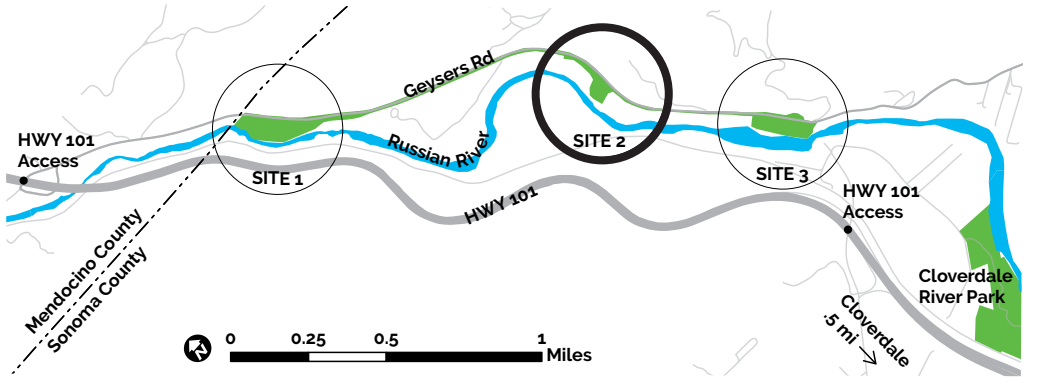 Geysers Rd
HWY 101
Access
Russian River
SITE 2
SITE 1
SITE 3
HWY 101
HWY 101
Access
Mendocino County
Sonoma County
Cloverdale
River Park
Cloverdale
.5 mi
N
0 0.25 0.5 1
Miles